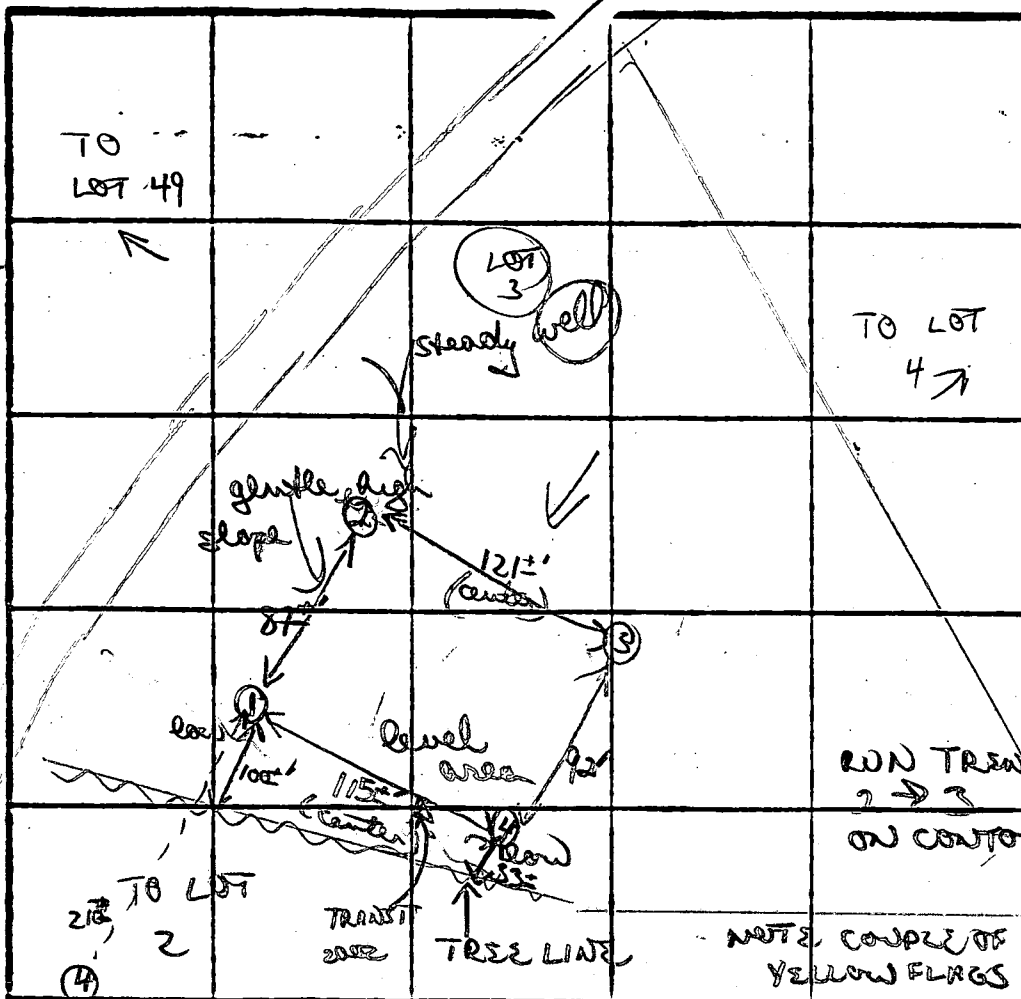 TO
LOT 49
LOT
3
well
steady
TO LOT
4
gentle high
slope
2
121±'
(center)
87±'
3
1
low
level
area
100±'
115±'
(center)
92'
RUN TREN
2 → 3
ON CONTO
4
low
33±
TO LOT
2
TRANSIT
TREE LINE
NOTE COUPLE OF
YELLOW FLAGS
(4)